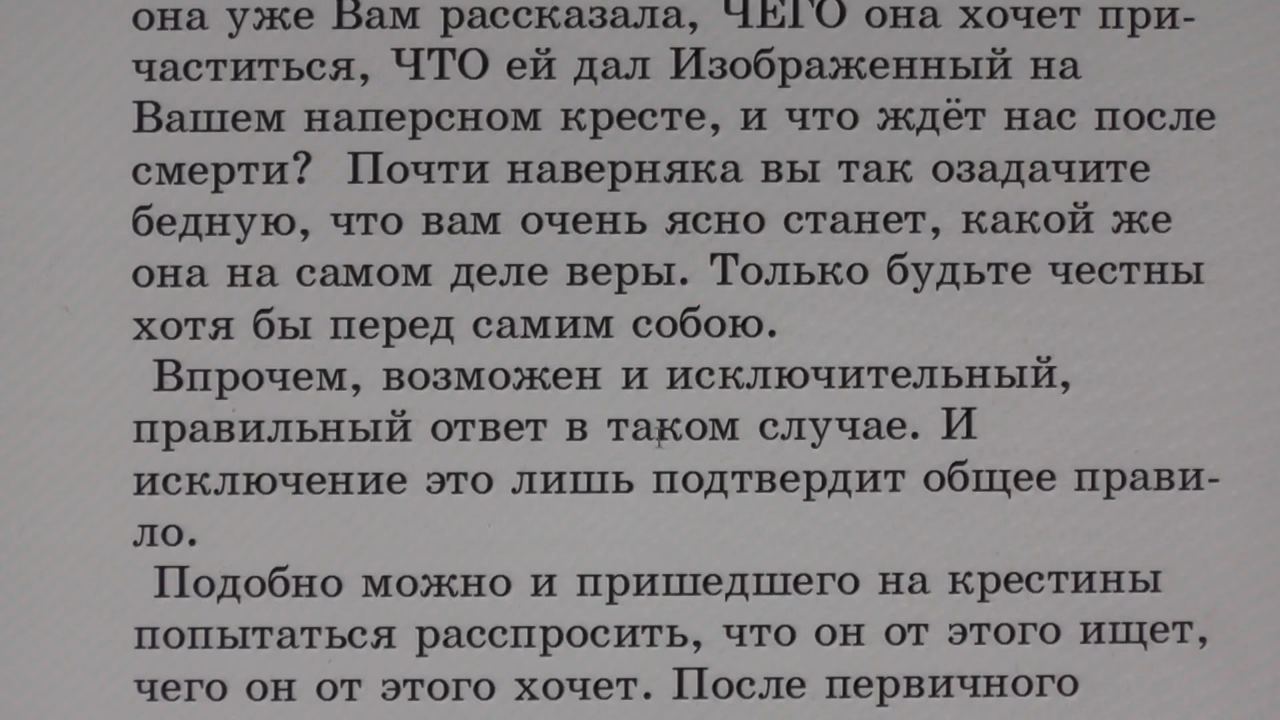 она уже Вам рассказала, ЧЕГО она хочет при-
частиться, ЧТО ей дал Изображенный на
Вашем наперсном кресте, и что ждёт нас после
смерти? Почти наверняка вы так озадачите
бедную, что вам очень ясно станет, какой же
она на самом деле веры. Только будьте честны
хотя бы перед самим собою.
Впрочем, возможен и исключительный,
правильный ответ в таком случае. И
исключение это лишь подтвердит общее прави-
ло.
Подобно можно и пришедшего на крестины
попытаться расспросить, что он от этого ищет,
чего он от этого хочет. После первичного